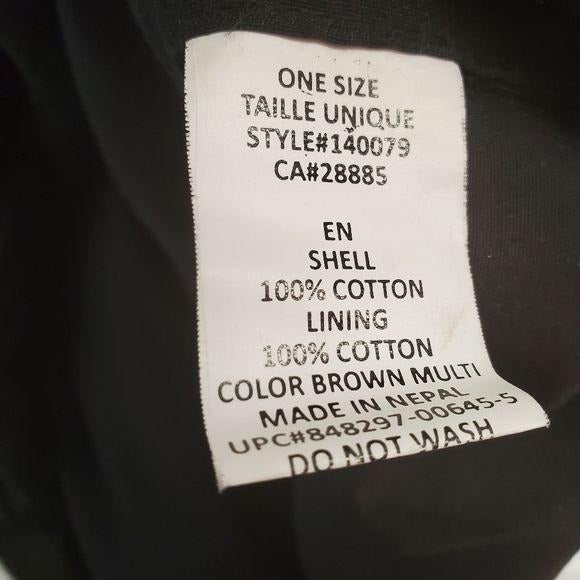 ONE SIZE
TAILLE UNIQUE
STYLE#140079
CA#28885
EN
SHELL
100% COTTON
LINING
100% COTTON
COLOR BROWN MULTI
MADE IN NEPAL
UPC#848297-00645-5
DO NOT WASH